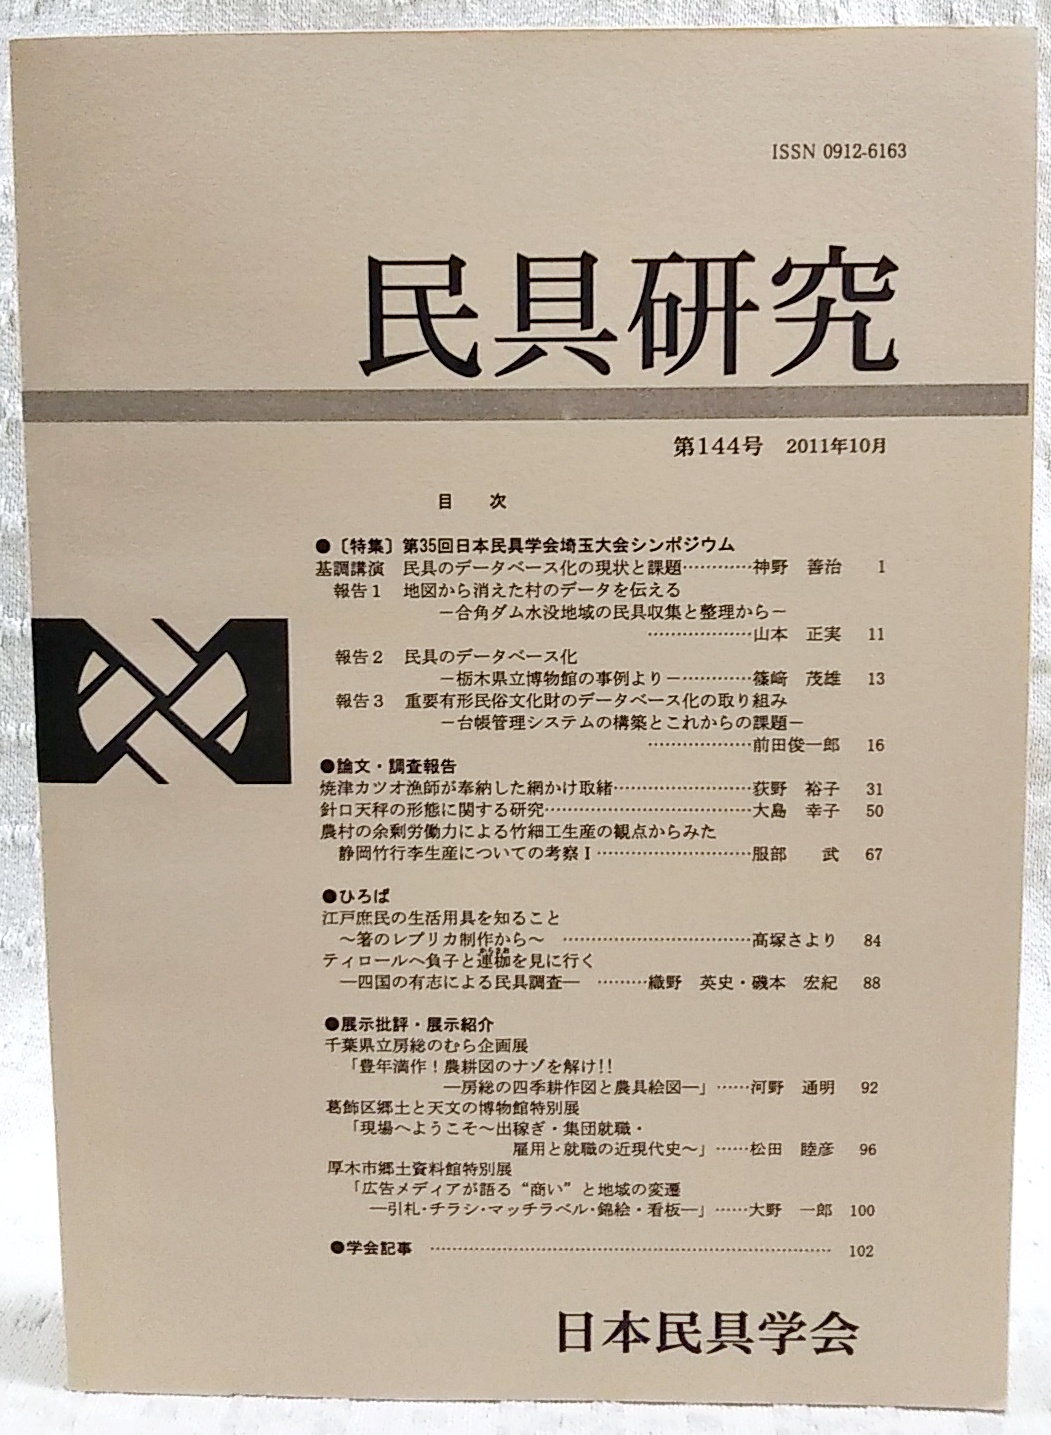 ISSN 0912-6163
民具研究
第144号 2011年10月
目 次
●〔特集〕第35回日本民具学会埼玉大会シンポジウム
基調講演 民具のデータベース化の現状と課題…………神野 善治 1
報告1 地図から消えた村のデータを伝える
－合角ダム水没地域の民具収集と整理から－
………………山本 正実 11
報告2 民具のデータベース化
－栃木県立博物館の事例より－…………篠﨑 茂雄 13
報告3 重要有形民俗文化財のデータベース化の取り組み
－台帳管理システムの構築とこれからの課題－
………………前田俊一郎 16
●論文・調査報告
焼津カツオ漁師が奉納した網かけ取緒……………………荻野 裕子 31
針口天秤の形態に関する研究………………………………大島 幸子 50
農村の余剰労働力による竹細工生産の観点からみた
静岡竹行李生産についての考察Ⅰ………………………服部 武 67
●ひろば
江戸庶民の生活用具を知ること
～箸のレプリカ制作から～ …………………………髙塚さより 84
ティロールへ負子と連枷を見に行く
からさお
―四国の有志による民具調査― ………織野 英史・磯本 宏紀 88
●展示批評・展示紹介
千葉県立房総のむら企画展
「豊年満作！農耕図のナゾを解け!!
―房総の四季耕作図と農具絵図―」……河野 通明 92
葛飾区郷土と天文の博物館特別展
「現場へようこそ～出稼ぎ・集団就職・
雇用と就職の近現代史～」……松田 睦彦 96
厚木市郷土資料館特別展
「広告メディアが語る“商い”と地域の変遷
―引札・チラシ・マッチラベル・錦絵・看板―」……大野 一郎 100
●学会記事 …………………………………………………………… 102
日本民具学会